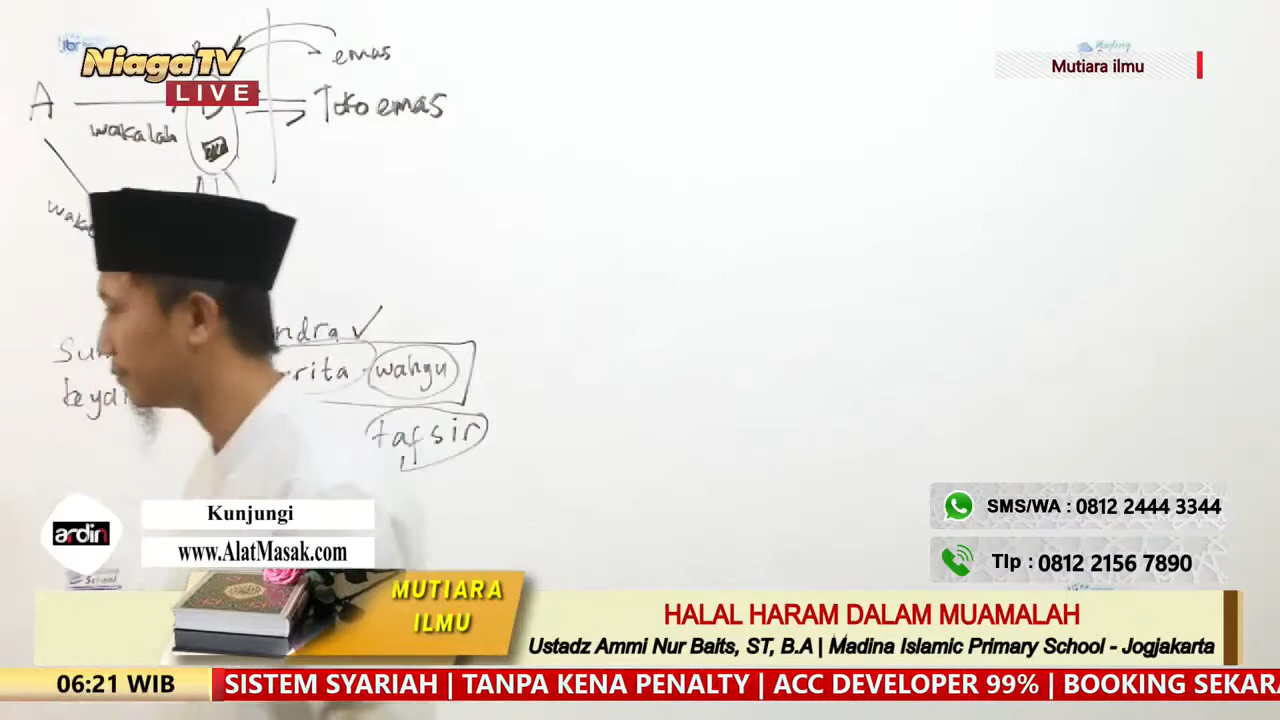 NiagaTV
LIVE
Mutiara ilmu
emas
A
Toko emas
wakalah
ndra ✓
rita
wahyu
tafsir
Kunjungi
ardin
www.AlatMasak.com
SMS/WA : 0812 2444 3344
Tlp : 0812 2156 7890
MUTIARA
ILMU
HALAL HARAM DALAM MUAMALAH
Ustadz Ammi Nur Baits, ST, B.A | Madina Islamic Primary School - Jogjakarta
06:21 WIB
SISTEM SYARIAH | TANPA KENA PENALTY | ACC DEVELOPER 99% | BOOKING SEKARA